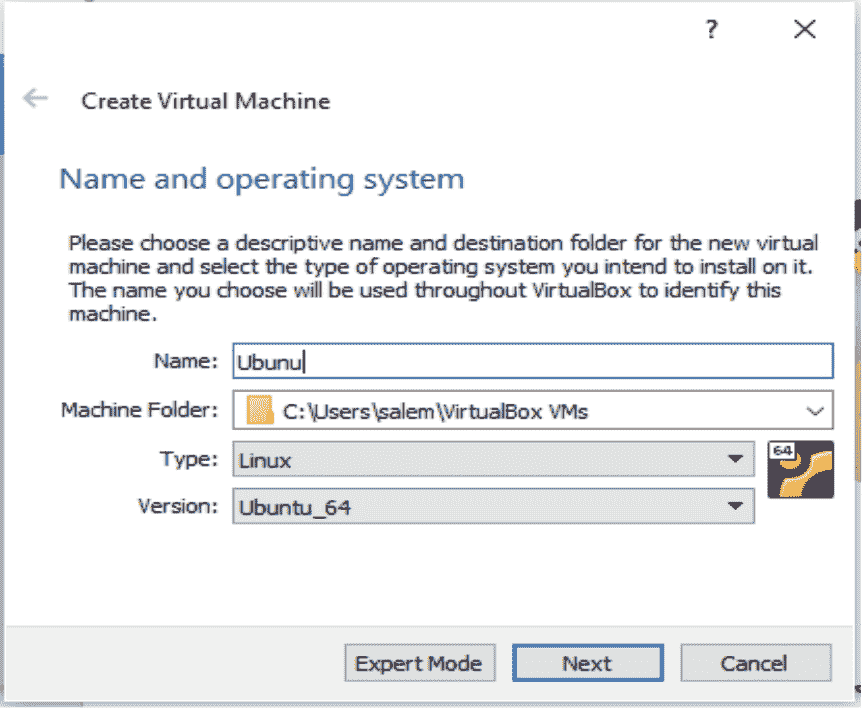 ?
Create Virtual Machine
Name and operating system
Please choose a descriptive name and destination folder for the new virtual
machine and select the type of operating system you intend to install on it.
The name you choose will be used throughout VirtualBox to identify this
machine.
Name: Ubunu
Machine Folder: C:\Users\salem\VirtualBox VMs
Type: Linux
64
Version: Ubuntu_64
Expert Mode Next Cancel